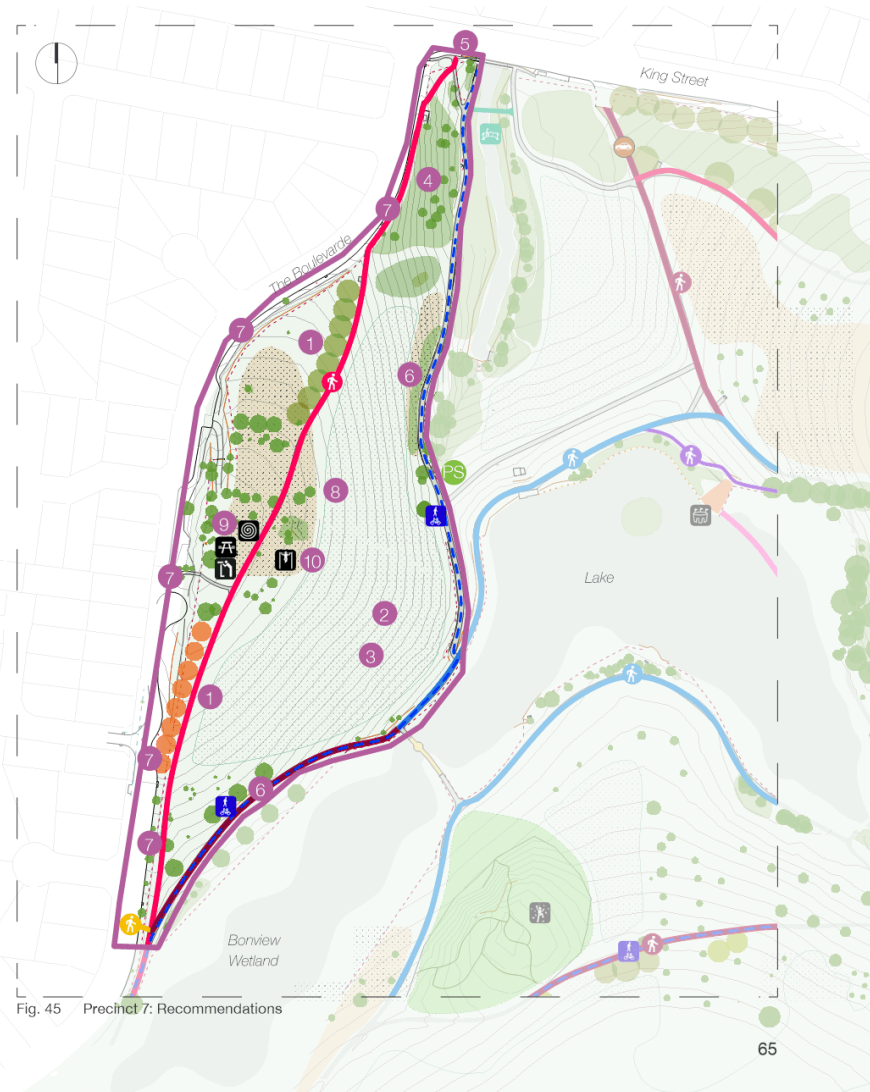 5
King Street
4
7
The Boulevarde
7
1
6
PS
8
9
10
7
Lake
2
3
1
7
6
7
Bonview
Wetland
Fig. 45 Precinct 7: Recommendations
65